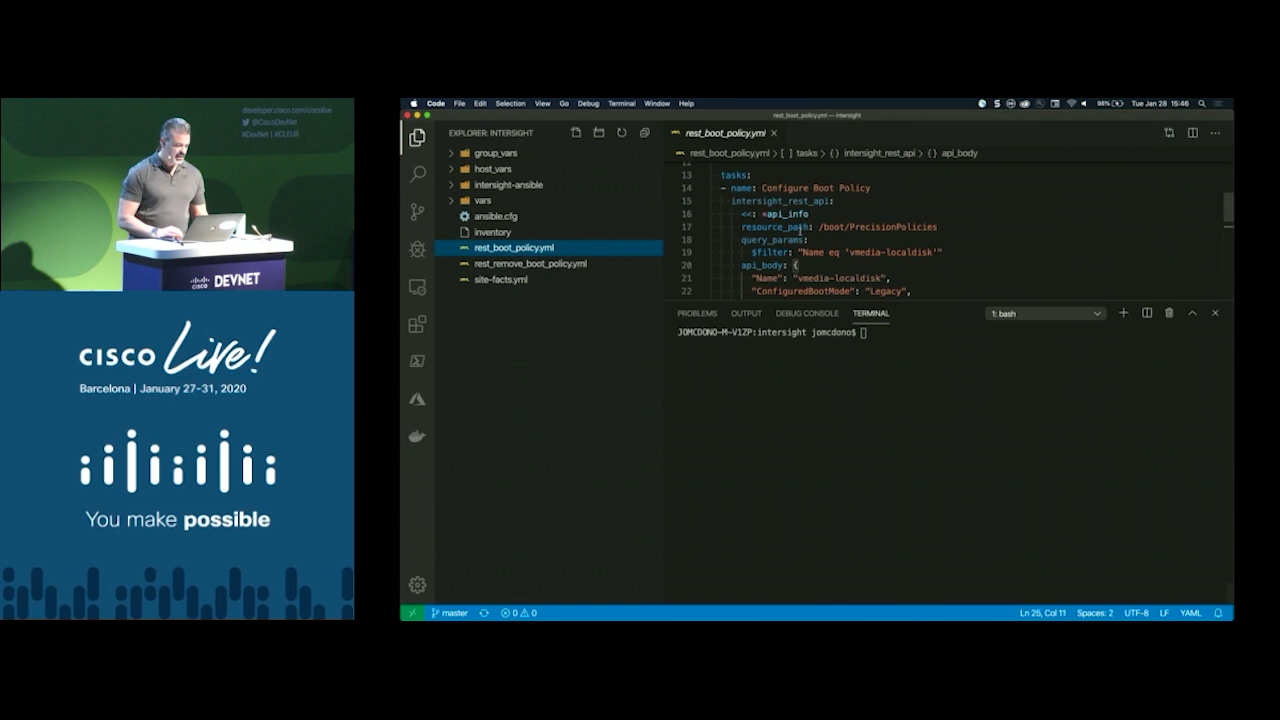 developer.cisco.com/ciscolive
@CiscoDevNet
#DevNet | #CLEUR
cisco DEVNET
CISCO Live!
Barcelona | January 27-31, 2020
You make possible
Code File Edit Selection View Go Debug Terminal Window Help
98% Tue Jan 28 15:46
rest_boot_policy.yml — intersight
EXPLORER: INTERSIGHT
group_vars
host_vars
intersight-ansible
vars
ansible.cfg
inventory
rest_boot_policy.yml
rest_remove_boot_policy.yml
site-facts.yml
rest_boot_policy.yml
rest_boot_policy.yml > [ ] tasks > { } intersight_rest_api > { } api_body
12
13 tasks:
14 - name: Configure Boot Policy
15 intersight_rest_api:
16 <<: *api_info
17 resource_path: /boot/PrecisionPolicies
18 query_params:
19 $filter: "Name eq 'vmedia-localdisk'"
20 api_body: {
21 "Name": "vmedia-localdisk",
22 "ConfiguredBootMode": "Legacy",
PROBLEMS OUTPUT DEBUG CONSOLE TERMINAL 1: bash
JOMCDONO-M-V1ZP:intersight jomcdono$
master 0 0 Ln 25, Col 11 Spaces: 2 UTF-8 LF YAML